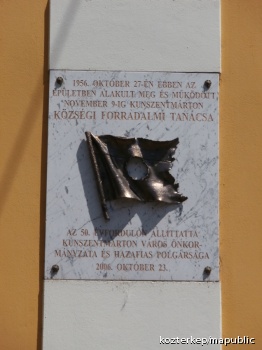 1956. OKTÓBER 27-ÉN EBBEN AZ
ÉPÜLETBEN ALAKULT MEG ÉS MŰKÖDÖTT
NOVEMBER 9-IG KUNSZENTMÁRTON
KÖZSÉGI FORRADALMI TANÁCSA
AZ 50. ÉVFORDULÓN ÁLLÍTTATTA
KUNSZENTMÁRTON VÁROS ÖNKOR-
MÁNYZATA ÉS HAZAFIAS POLGÁRSÁGA
2006. OKTÓBER 23.
kozterkep/mapublic